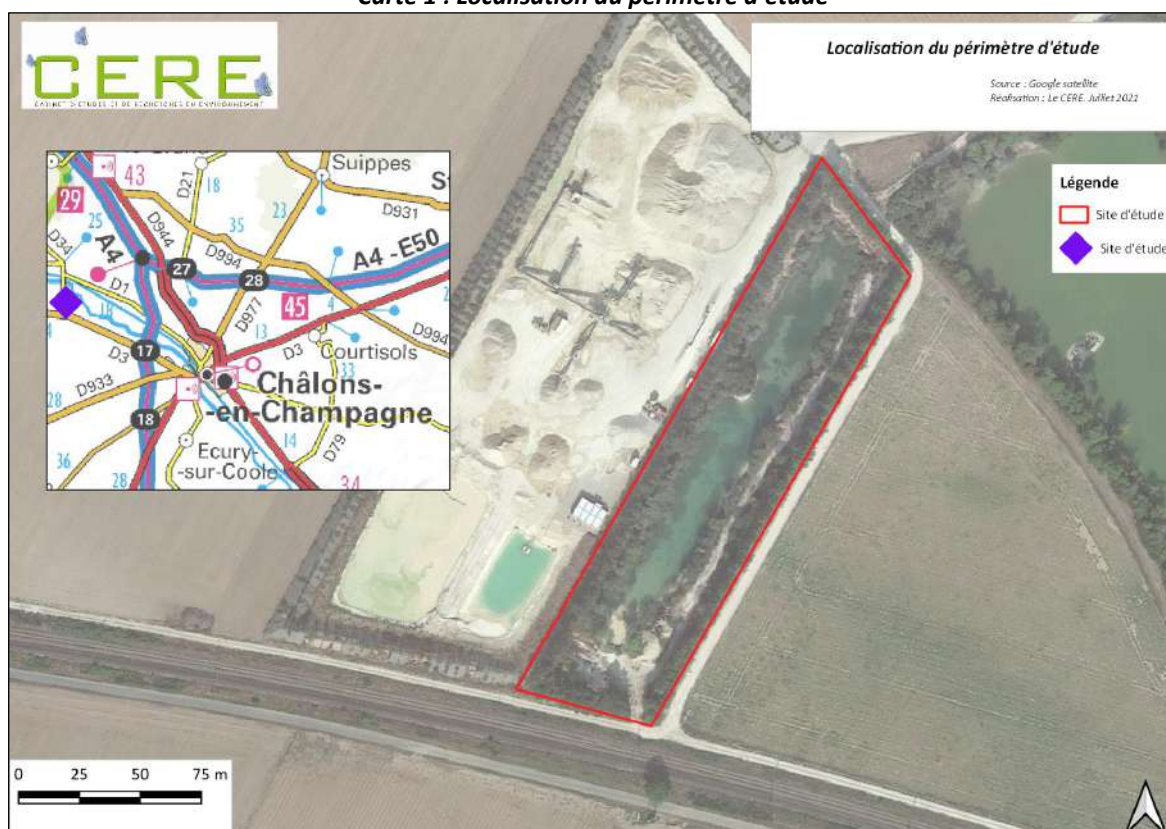 Carte 1 : Localisation du périmètre d'étude
CERE
CABINET D'ETUDES ET DE RECHERCHES EN ENVIRONNEMENT
Localisation du périmètre d'étude
Source : Google satellite
Réalisation : Le CERE. Juillet 2021
Légende
Site d'étude
Site d'étude
43
Suippes
D21
18
29
25
D944
23
D931
35
D34
A4
D994
A4 -E50
27
28
D1
D977
45
4
13
D994
17
D3
D3
Courtisols
D933
33
Châlons-
-en-Champagne
28
18
Ecury-
-sur-Coole
14
D79
36
28
34
0 25 50 75 m